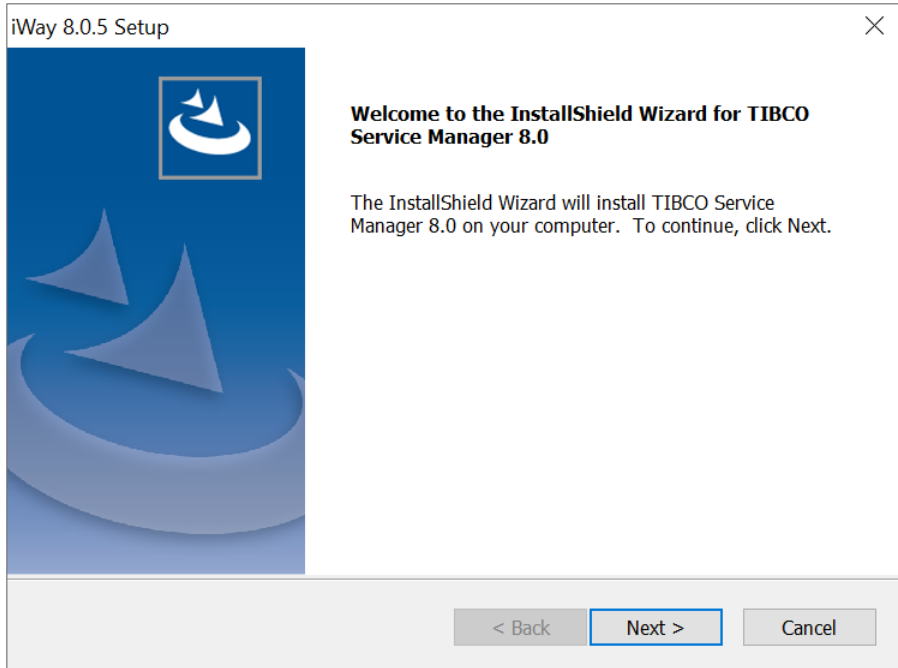 iWay 8.0.5 Setup
Welcome to the InstallShield Wizard for TIBCO
Service Manager 8.0
The InstallShield Wizard will install TIBCO Service
Manager 8.0 on your computer.  To continue, click Next.
< Back
Next >
Cancel